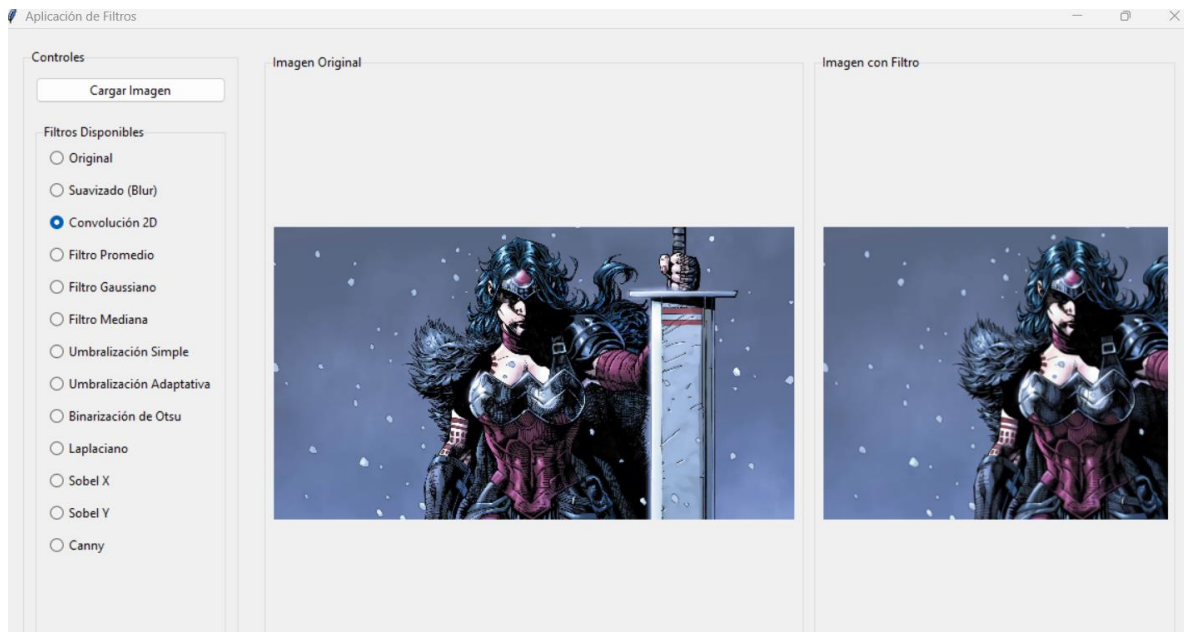 Aplicación de Filtros
Controles
Cargar Imagen
Filtros Disponibles
Original
Suavizado (Blur)
Convolución 2D
Filtro Promedio
Filtro Gaussiano
Filtro Mediana
Umbralización Simple
Umbralización Adaptativa
Binarización de Otsu
Laplaciano
Sobel X
Sobel Y
Canny
Imagen Original
Imagen con Filtro